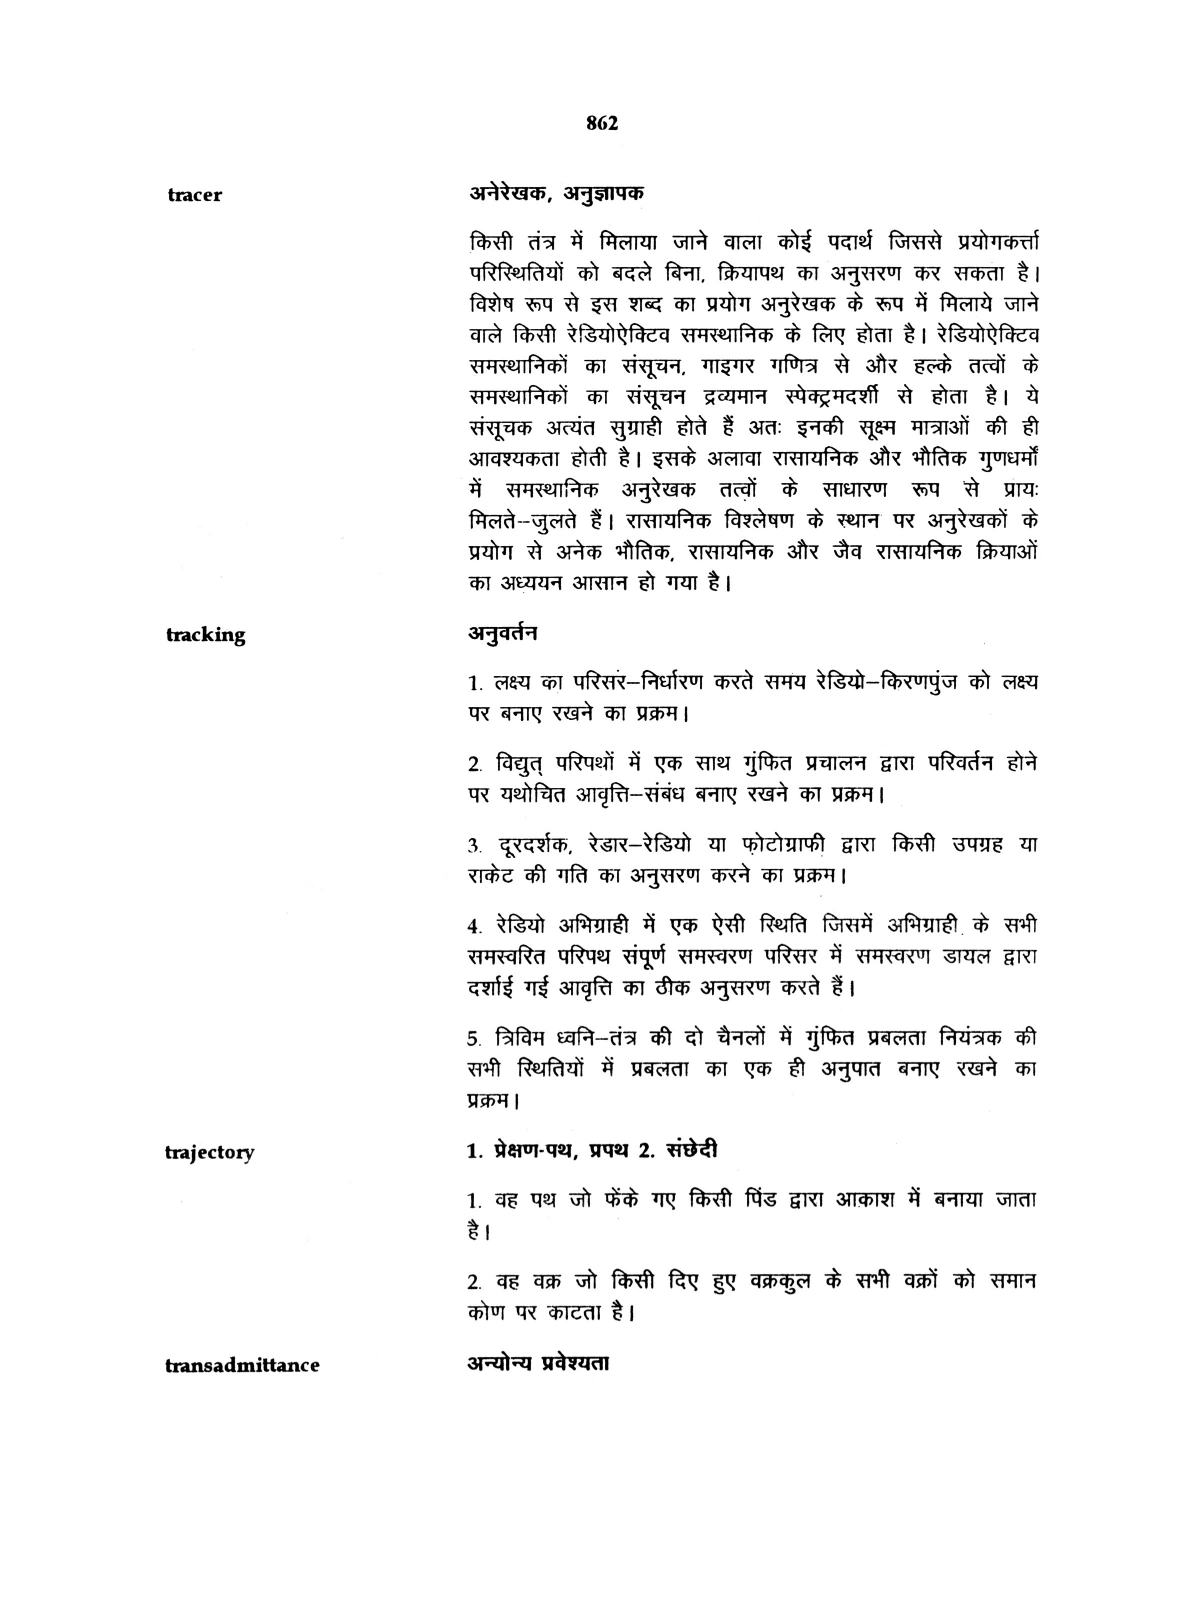 862
tracer अनेरेखक, अनुज्ञापक
किसी तंत्र में मिलाया जाने वाला कोई पदार्थ जिससे प्रयोगकर्त्ता
परिस्थितियों को बदले बिना, क्रियापथ का अनुसरण कर सकता है।
विशेष रूप से इस शब्द का प्रयोग अनुरेखक के रूप में मिलाये जाने
वाले किसी रेडियोऐक्टिव समस्थानिक के लिए होता है। रेडियोऐक्टिव
समस्थानिकों का संसूचन, गाइगर गणित्र से और हल्के तत्वों के
समस्थानिकों का संसूचन द्रव्यमान स्पेक्ट्रमदर्शी से होता है। ये
संसूचक अत्यंत सुग्राही होते हैं अतः इनकी सूक्ष्म मात्राओं की ही
आवश्यकता होती है। इसके अलावा रासायनिक और भौतिक गुणधर्मों
में समस्थानिक अनुरेखक तत्वों के साधारण रूप से प्रायः
मिलते–जुलते हैं। रासायनिक विश्लेषण के स्थान पर अनुरेखकों के
प्रयोग से अनेक भौतिक, रासायनिक और जैव रासायनिक क्रियाओं
का अध्ययन आसान हो गया है।
tracking अनुवर्तन
1. लक्ष्य का परिसर–निर्धारण करते समय रेडियो–किरणपुंज को लक्ष्य
पर बनाए रखने का प्रक्रम।
2. विद्युत् परिपथों में एक साथ गुंफित प्रचालन द्वारा परिवर्तन होने
पर यथोचित आवृत्ति–संबंध बनाए रखने का प्रक्रम।
3. दूरदर्शक, रेडार–रेडियो या फ़ोटोग्राफी द्वारा किसी उपग्रह या
राकेट की गति का अनुसरण करने का प्रक्रम।
4. रेडियो अभिग्राही में एक ऐसी स्थिति जिसमें अभिग्राही के सभी
समस्वरित परिपथ संपूर्ण समस्वरण परिसर में समस्वरण डायल द्वारा
दर्शाई गई आवृत्ति का ठीक अनुसरण करते हैं।
5. त्रिविम ध्वनि–तंत्र की दो चैनलों में गुंफित प्रबलता नियंत्रक की
सभी स्थितियों में प्रबलता का एक ही अनुपात बनाए रखने का
प्रक्रम।
trajectory 1. प्रेक्षण-पथ, प्रपथ 2. संछेदी
1. वह पथ जो फेंके गए किसी पिंड द्वारा आकाश में बनाया जाता
है।
2. वह वक्र जो किसी दिए हुए वक्रकुल के सभी वक्रों को समान
कोण पर काटता है।
transadmittance अन्योन्य प्रवेश्यता